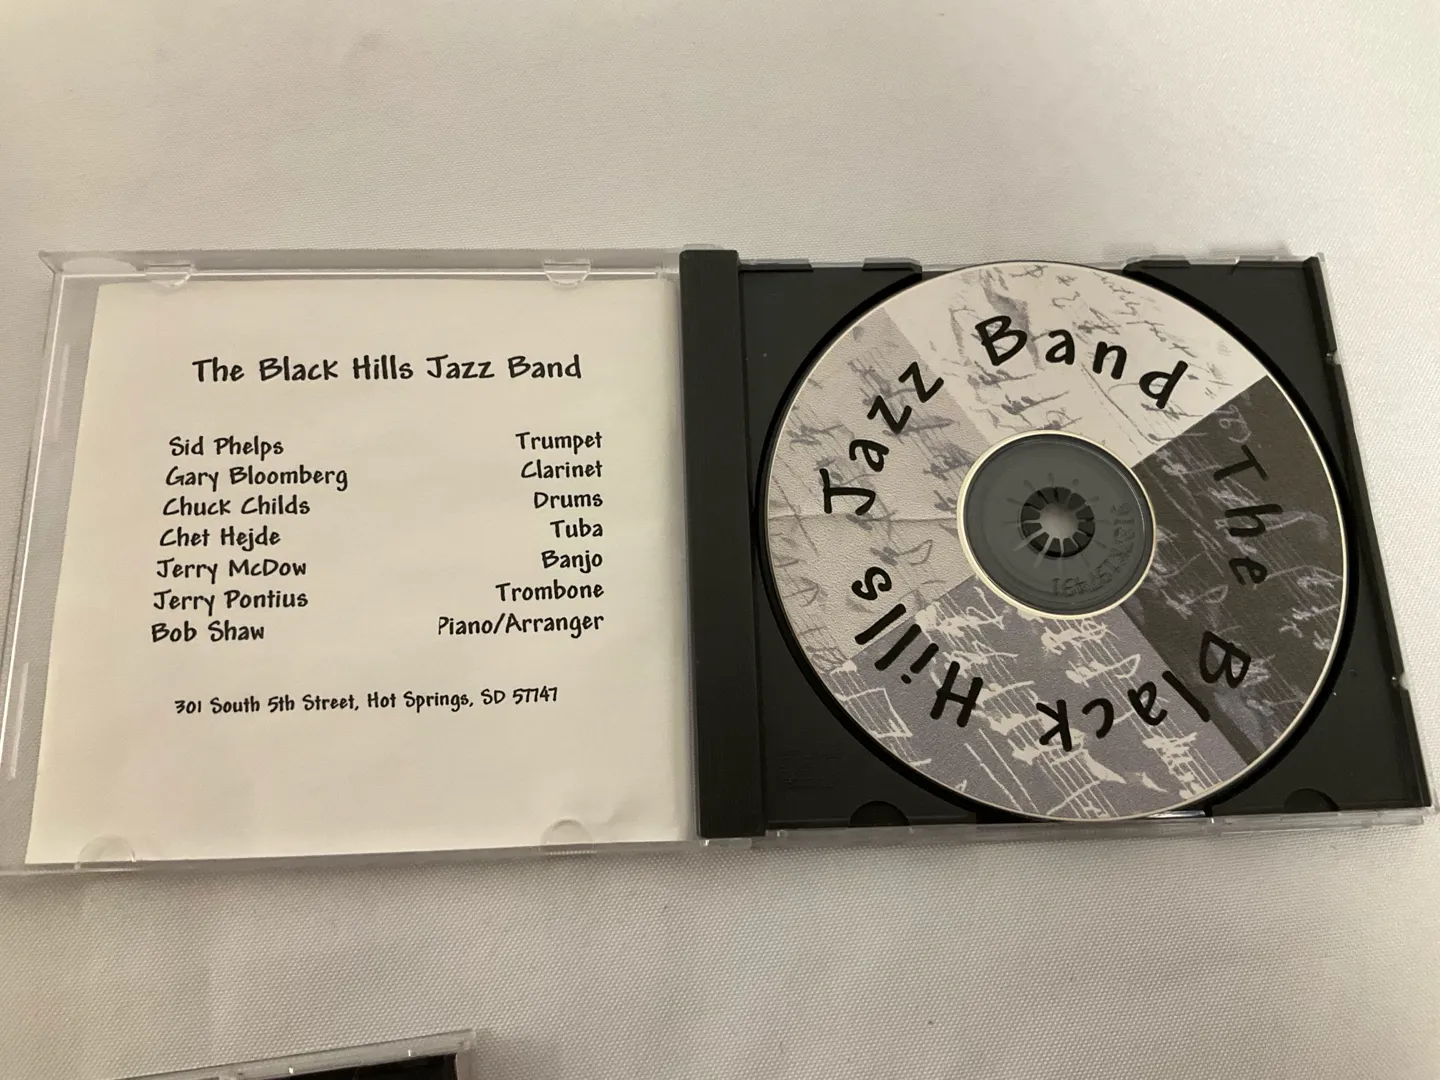 The Black Hills Jazz Band
Sid Phelps Trumpet
Gary Bloomberg Clarinet
Chuck Childs Drums
Chet Hejde Tuba
Jerry McDow Banjo
Jerry Pontius Trombone
Bob Shaw Piano/Arranger
301 South 5th Street, Hot Springs, SD 57747
The Black Hills Jazz Band